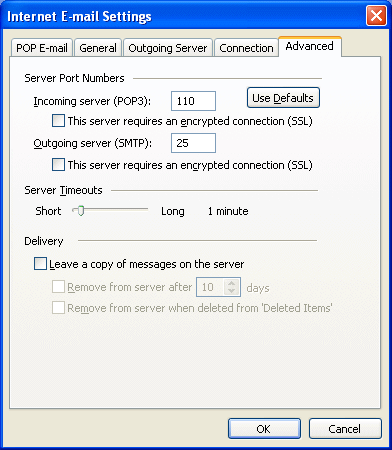 Internet E-mail Settings
POP E-mail General Outgoing Server Connection Advanced
Server Port Numbers
Incoming server (POP3): 110 Use Defaults
This server requires an encrypted connection (SSL)
Outgoing server (SMTP): 25
This server requires an encrypted connection (SSL)
Server Timeouts
Short Long 1 minute
Delivery
Leave a copy of messages on the server
Remove from server after 10 days
Remove from server when deleted from 'Deleted Items'
OK Cancel